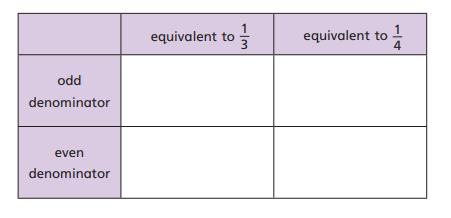 equivalent to 1/3
equivalent to 1/4
odd
denominator
even
denominator